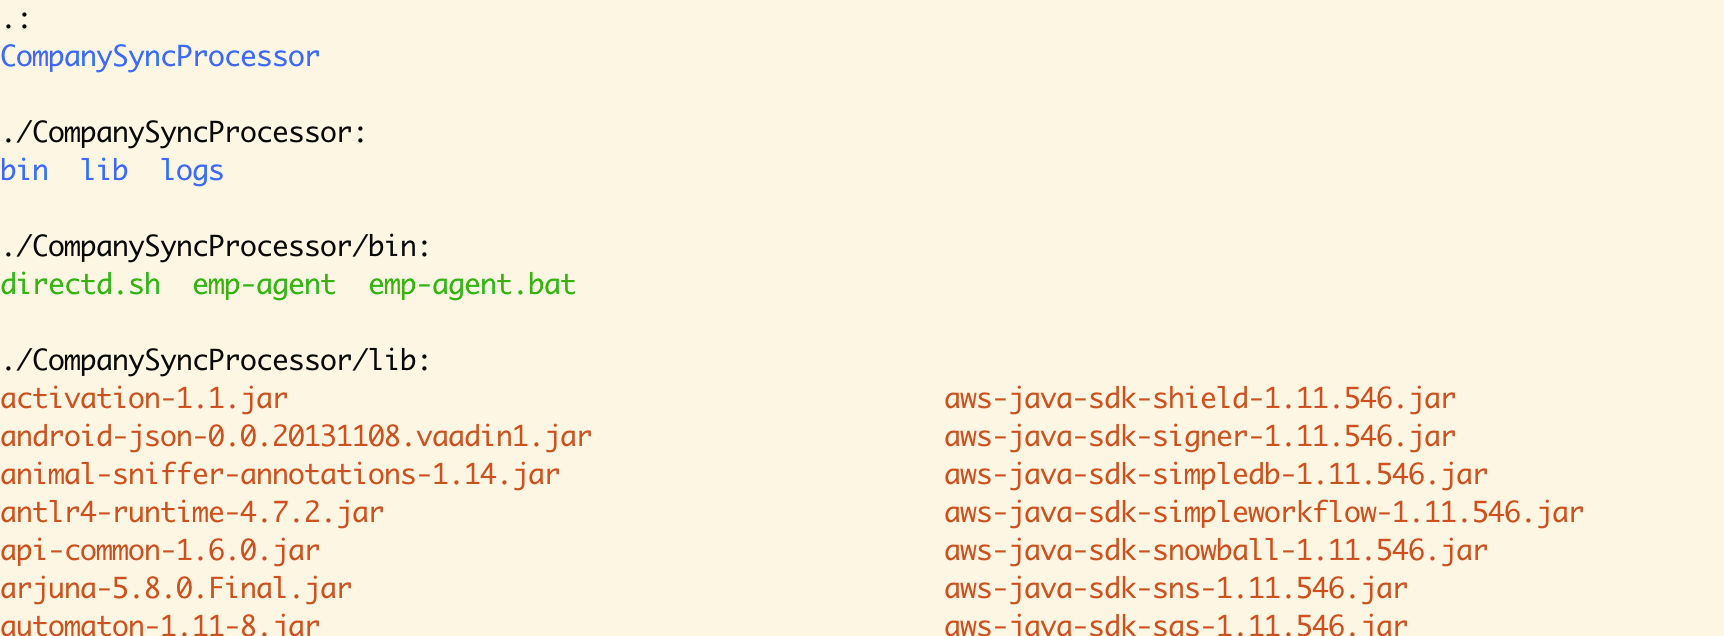 .:
CompanySyncProcessor
./CompanySyncProcessor:
bin lib logs
./CompanySyncProcessor/bin:
directd.sh emp-agent emp-agent.bat
./CompanySyncProcessor/lib:
activation-1.1.jar aws-java-sdk-shield-1.11.546.jar
android-json-0.0.20131108.vaadin1.jar aws-java-sdk-signer-1.11.546.jar
animal-sniffer-annotations-1.14.jar aws-java-sdk-simpledb-1.11.546.jar
antlr4-runtime-4.7.2.jar aws-java-sdk-simpleworkflow-1.11.546.jar
api-common-1.6.0.jar aws-java-sdk-snowball-1.11.546.jar
arjuna-5.8.0.Final.jar aws-java-sdk-sns-1.11.546.jar
automaton-1.11-8.jar aws-java-sdk-sqs-1.11.546.jar